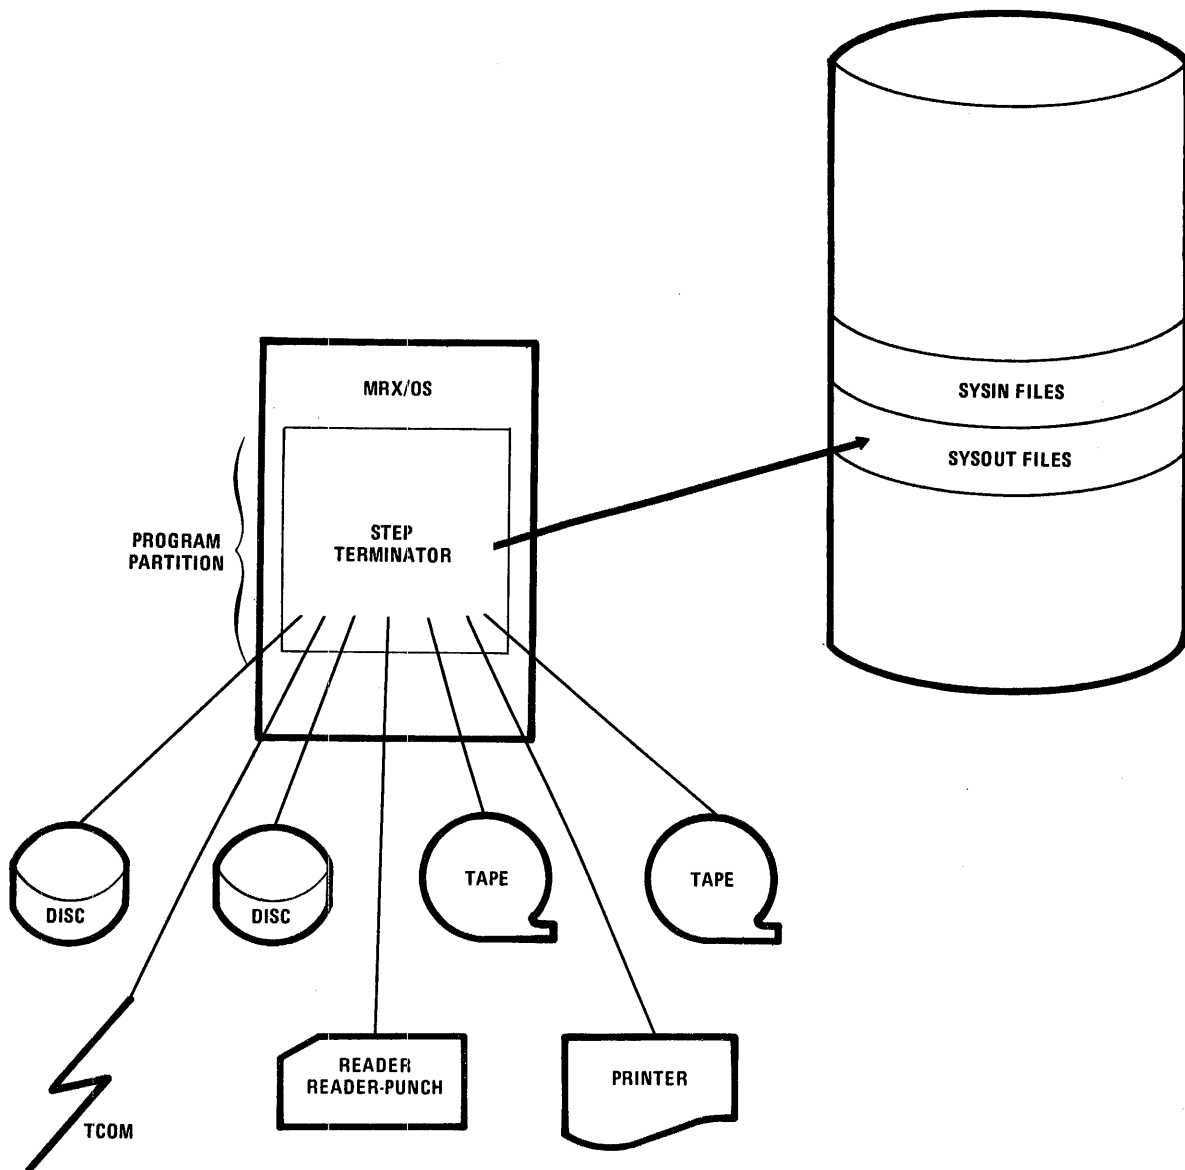 MRX/OS
SYSIN FILES
SYSOUT FILES
STEP
TERMINATOR
PROGRAM
PARTITION
DISC
DISC
TAPE
TAPE
READER
READER-PUNCH
PRINTER
TCOM